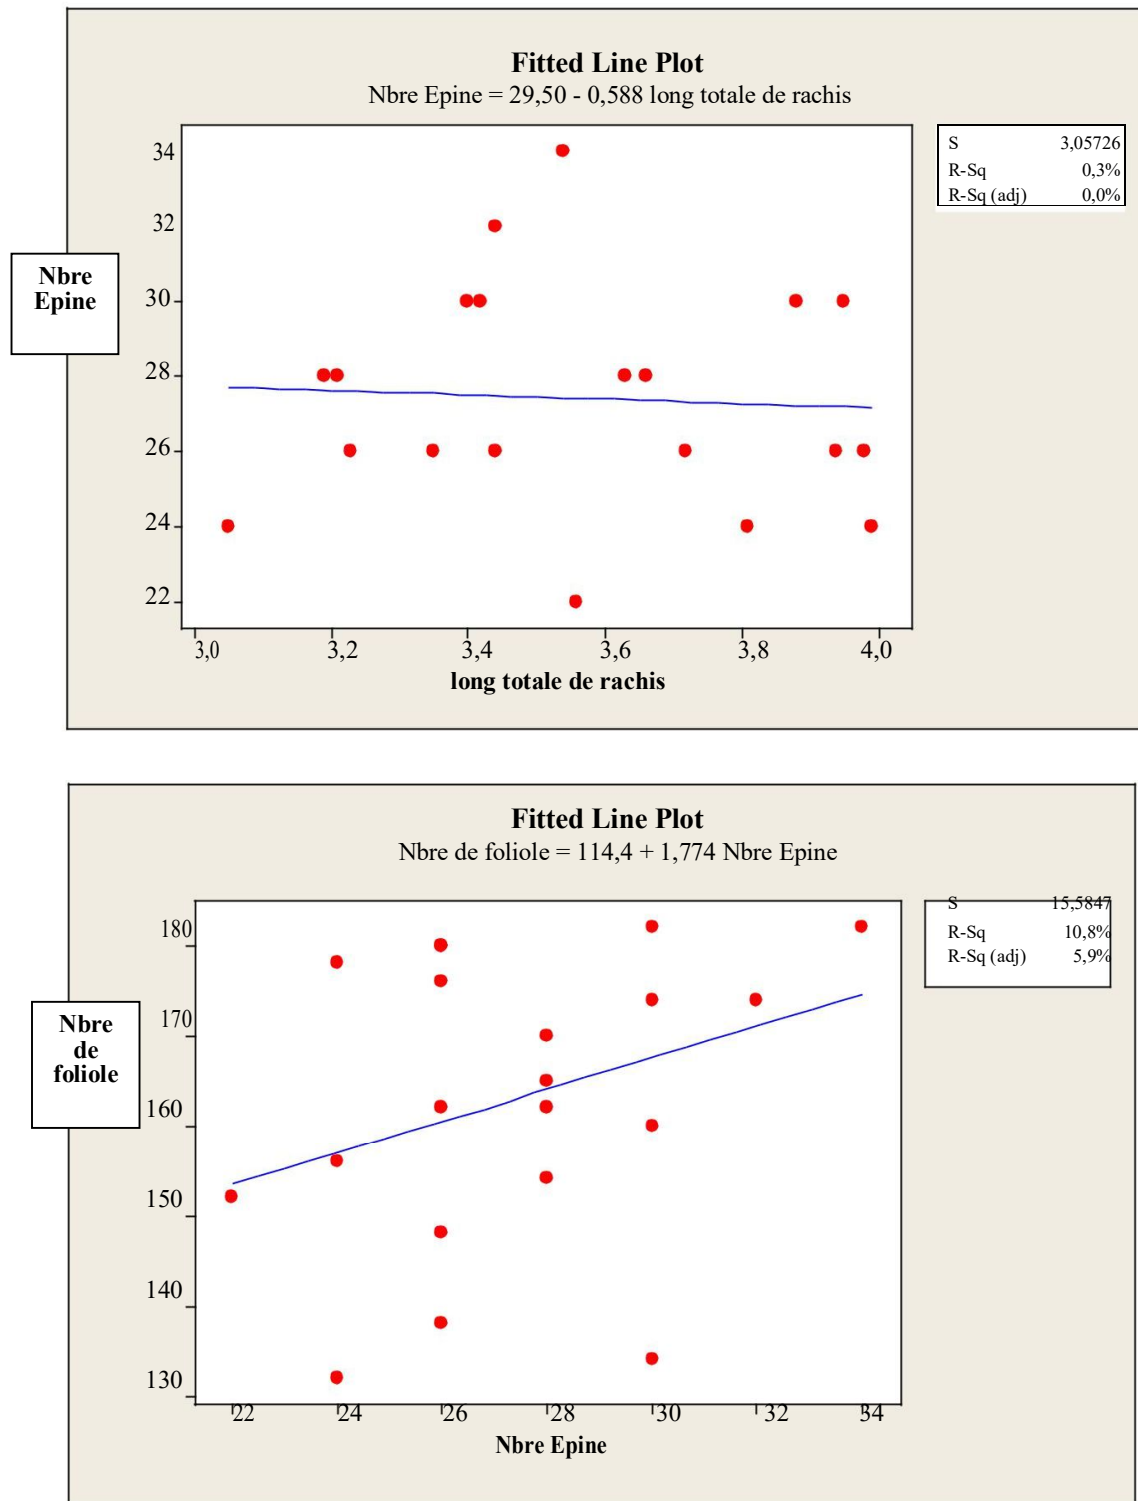 Fitted Line Plot
Nbre Epine = 29,50 - 0,588 long totale de rachis
S 3,05726
R-Sq 0,3%
R-Sq (adj) 0,0%
Nbre
Epine
34
32
30
28
26
24
22
3,0 3,2 3,4 3,6 3,8 4,0
long totale de rachis
Fitted Line Plot
Nbre de foliole = 114,4 + 1,774 Nbre Epine
S 15,5847
R-Sq 10,8%
R-Sq (adj) 5,9%
Nbre
de
foliole
180
170
160
150
140
130
22 24 26 28 30 32 34
Nbre Epine